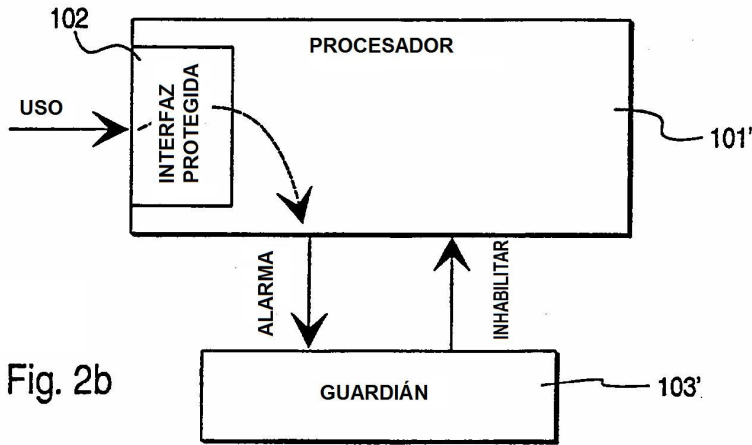 102
PROCESADOR
USO
INTERFAZ
PROTEGIDA
101'
ALARMA
INHABILITAR
Fig. 2b
GUARDIÁN
103'